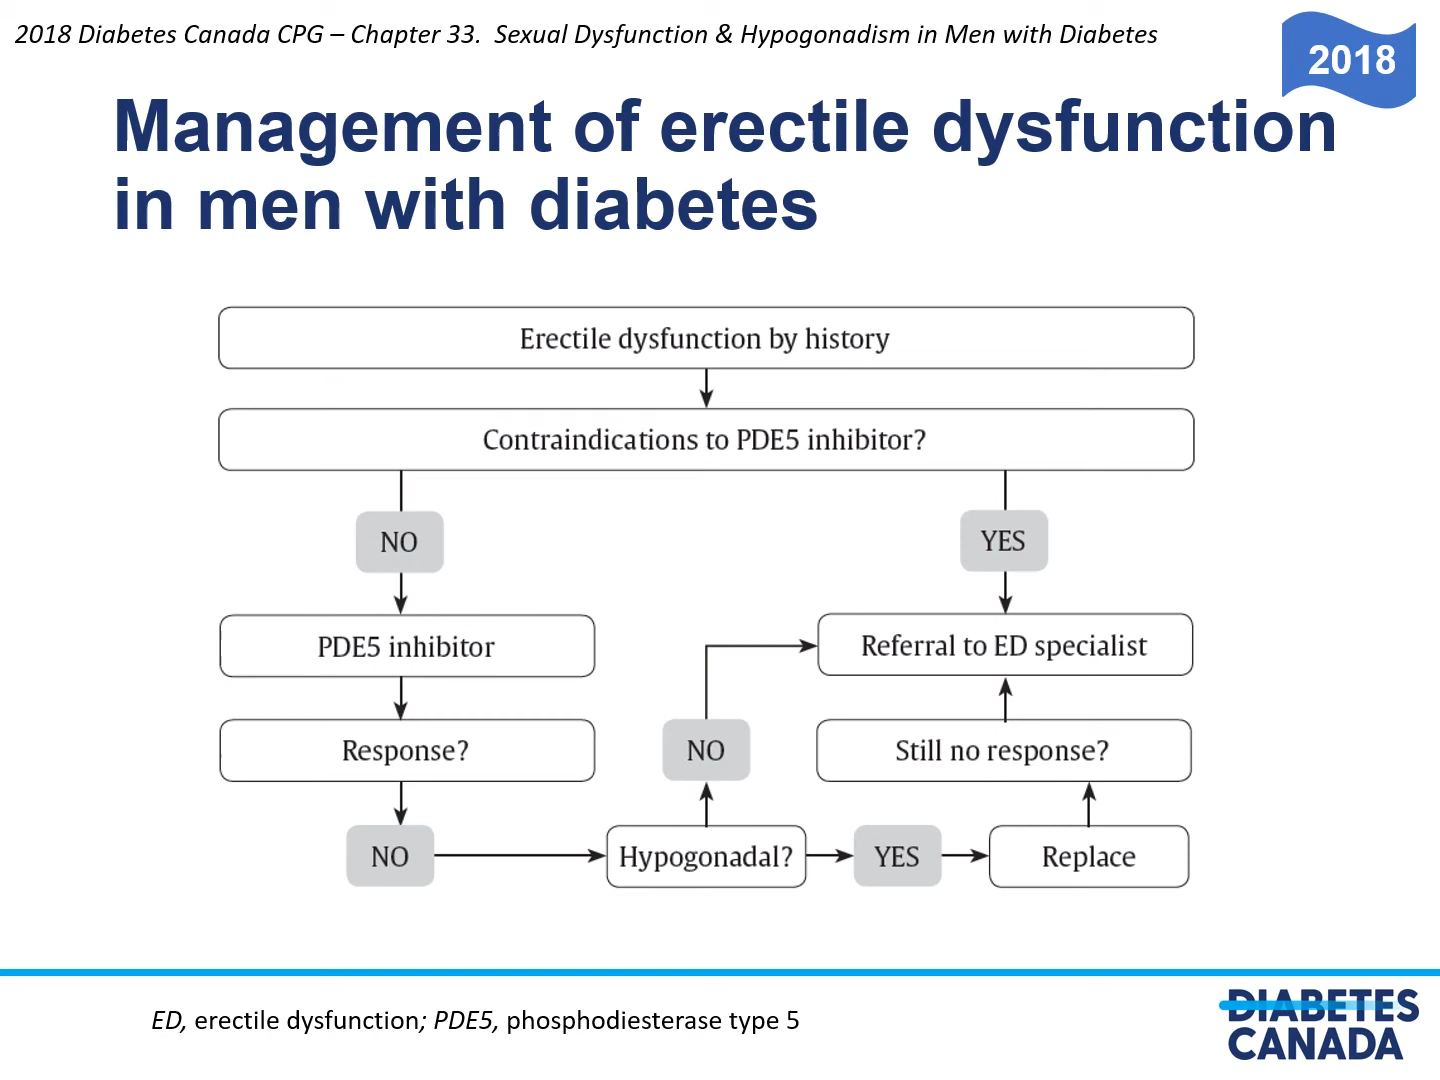 2018 Diabetes Canada CPG – Chapter 33.  Sexual Dysfunction & Hypogonadism in Men with Diabetes
2018
Management of erectile dysfunction
in men with diabetes
Erectile dysfunction by history
Contraindications to PDE5 inhibitor?
NO
YES
PDE5 inhibitor
Referral to ED specialist
Response?
NO
Still no response?
NO
Hypogonadal?
YES
Replace
ED, erectile dysfunction; PDE5, phosphodiesterase type 5
DIABETES
CANADA